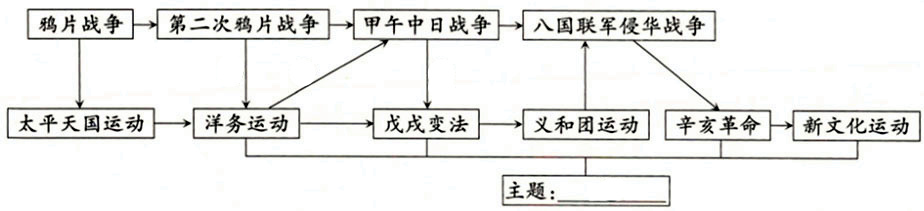 鸦片战争 第二次鸦片战争 甲午中日战争 八国联军侵华战争
太平天国运动 洋务运动 戊戌变法 义和团运动 辛亥革命 新文化运动
主题: